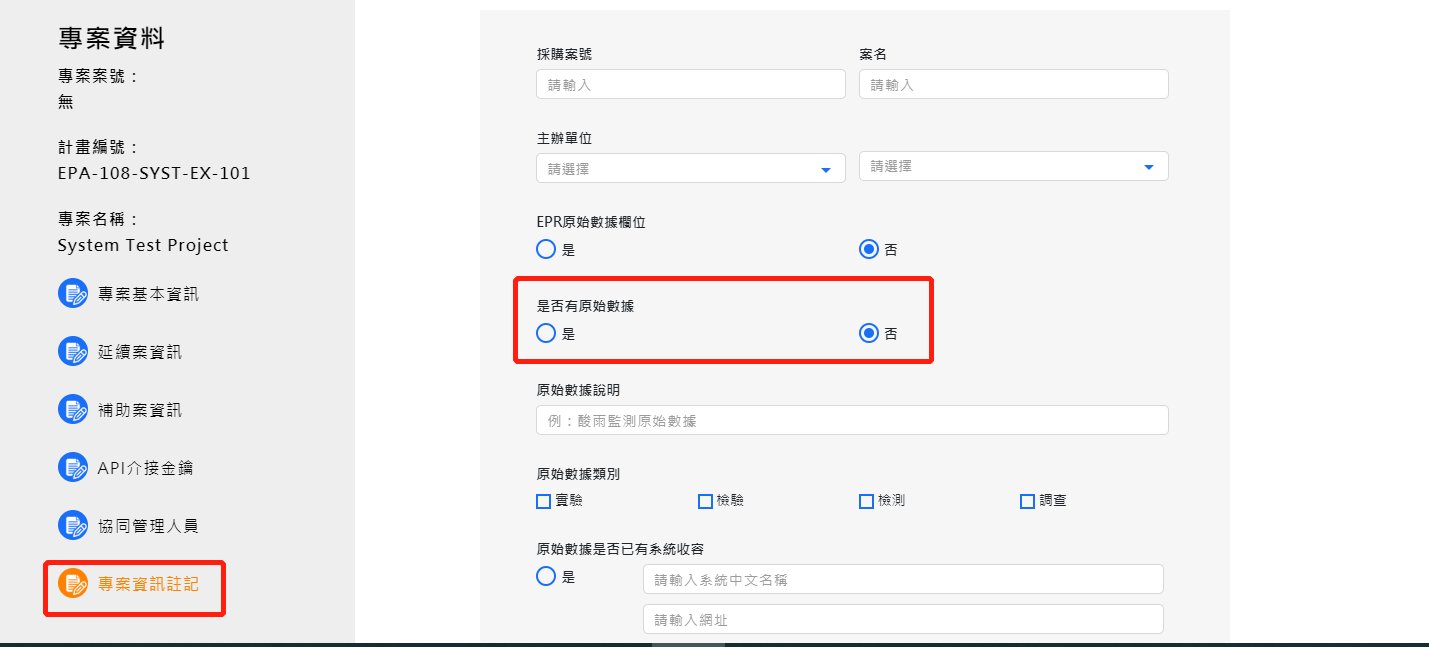 專案資料
專案案號：
無
計畫編號：
EPA-108-SYST-EX-101
專案名稱：
System Test Project
專案基本資訊
延續案資訊
補助案資訊
API介接金鑰
協同管理人員
專案資訊註記
採購案號 案名
請輸入 請輸入
主辦單位
請選擇 請選擇
EPR原始數據欄位
是 否
是否有原始數據
是 否
原始數據說明
例：酸雨監測原始數據
原始數據類別
實驗 檢驗 檢測 調查
原始數據是否已有系統收容
是 請輸入系統中文名稱
請輸入網址